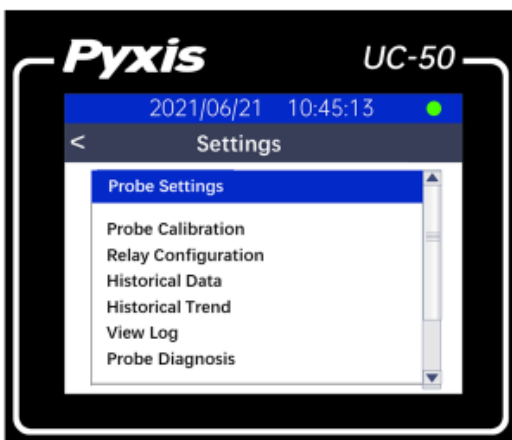 Pyxis UC-50
2021/06/21 10:45:13
< Settings
Probe Settings
Probe Calibration
Relay Configuration
Historical Data
Historical Trend
View Log
Probe Diagnosis